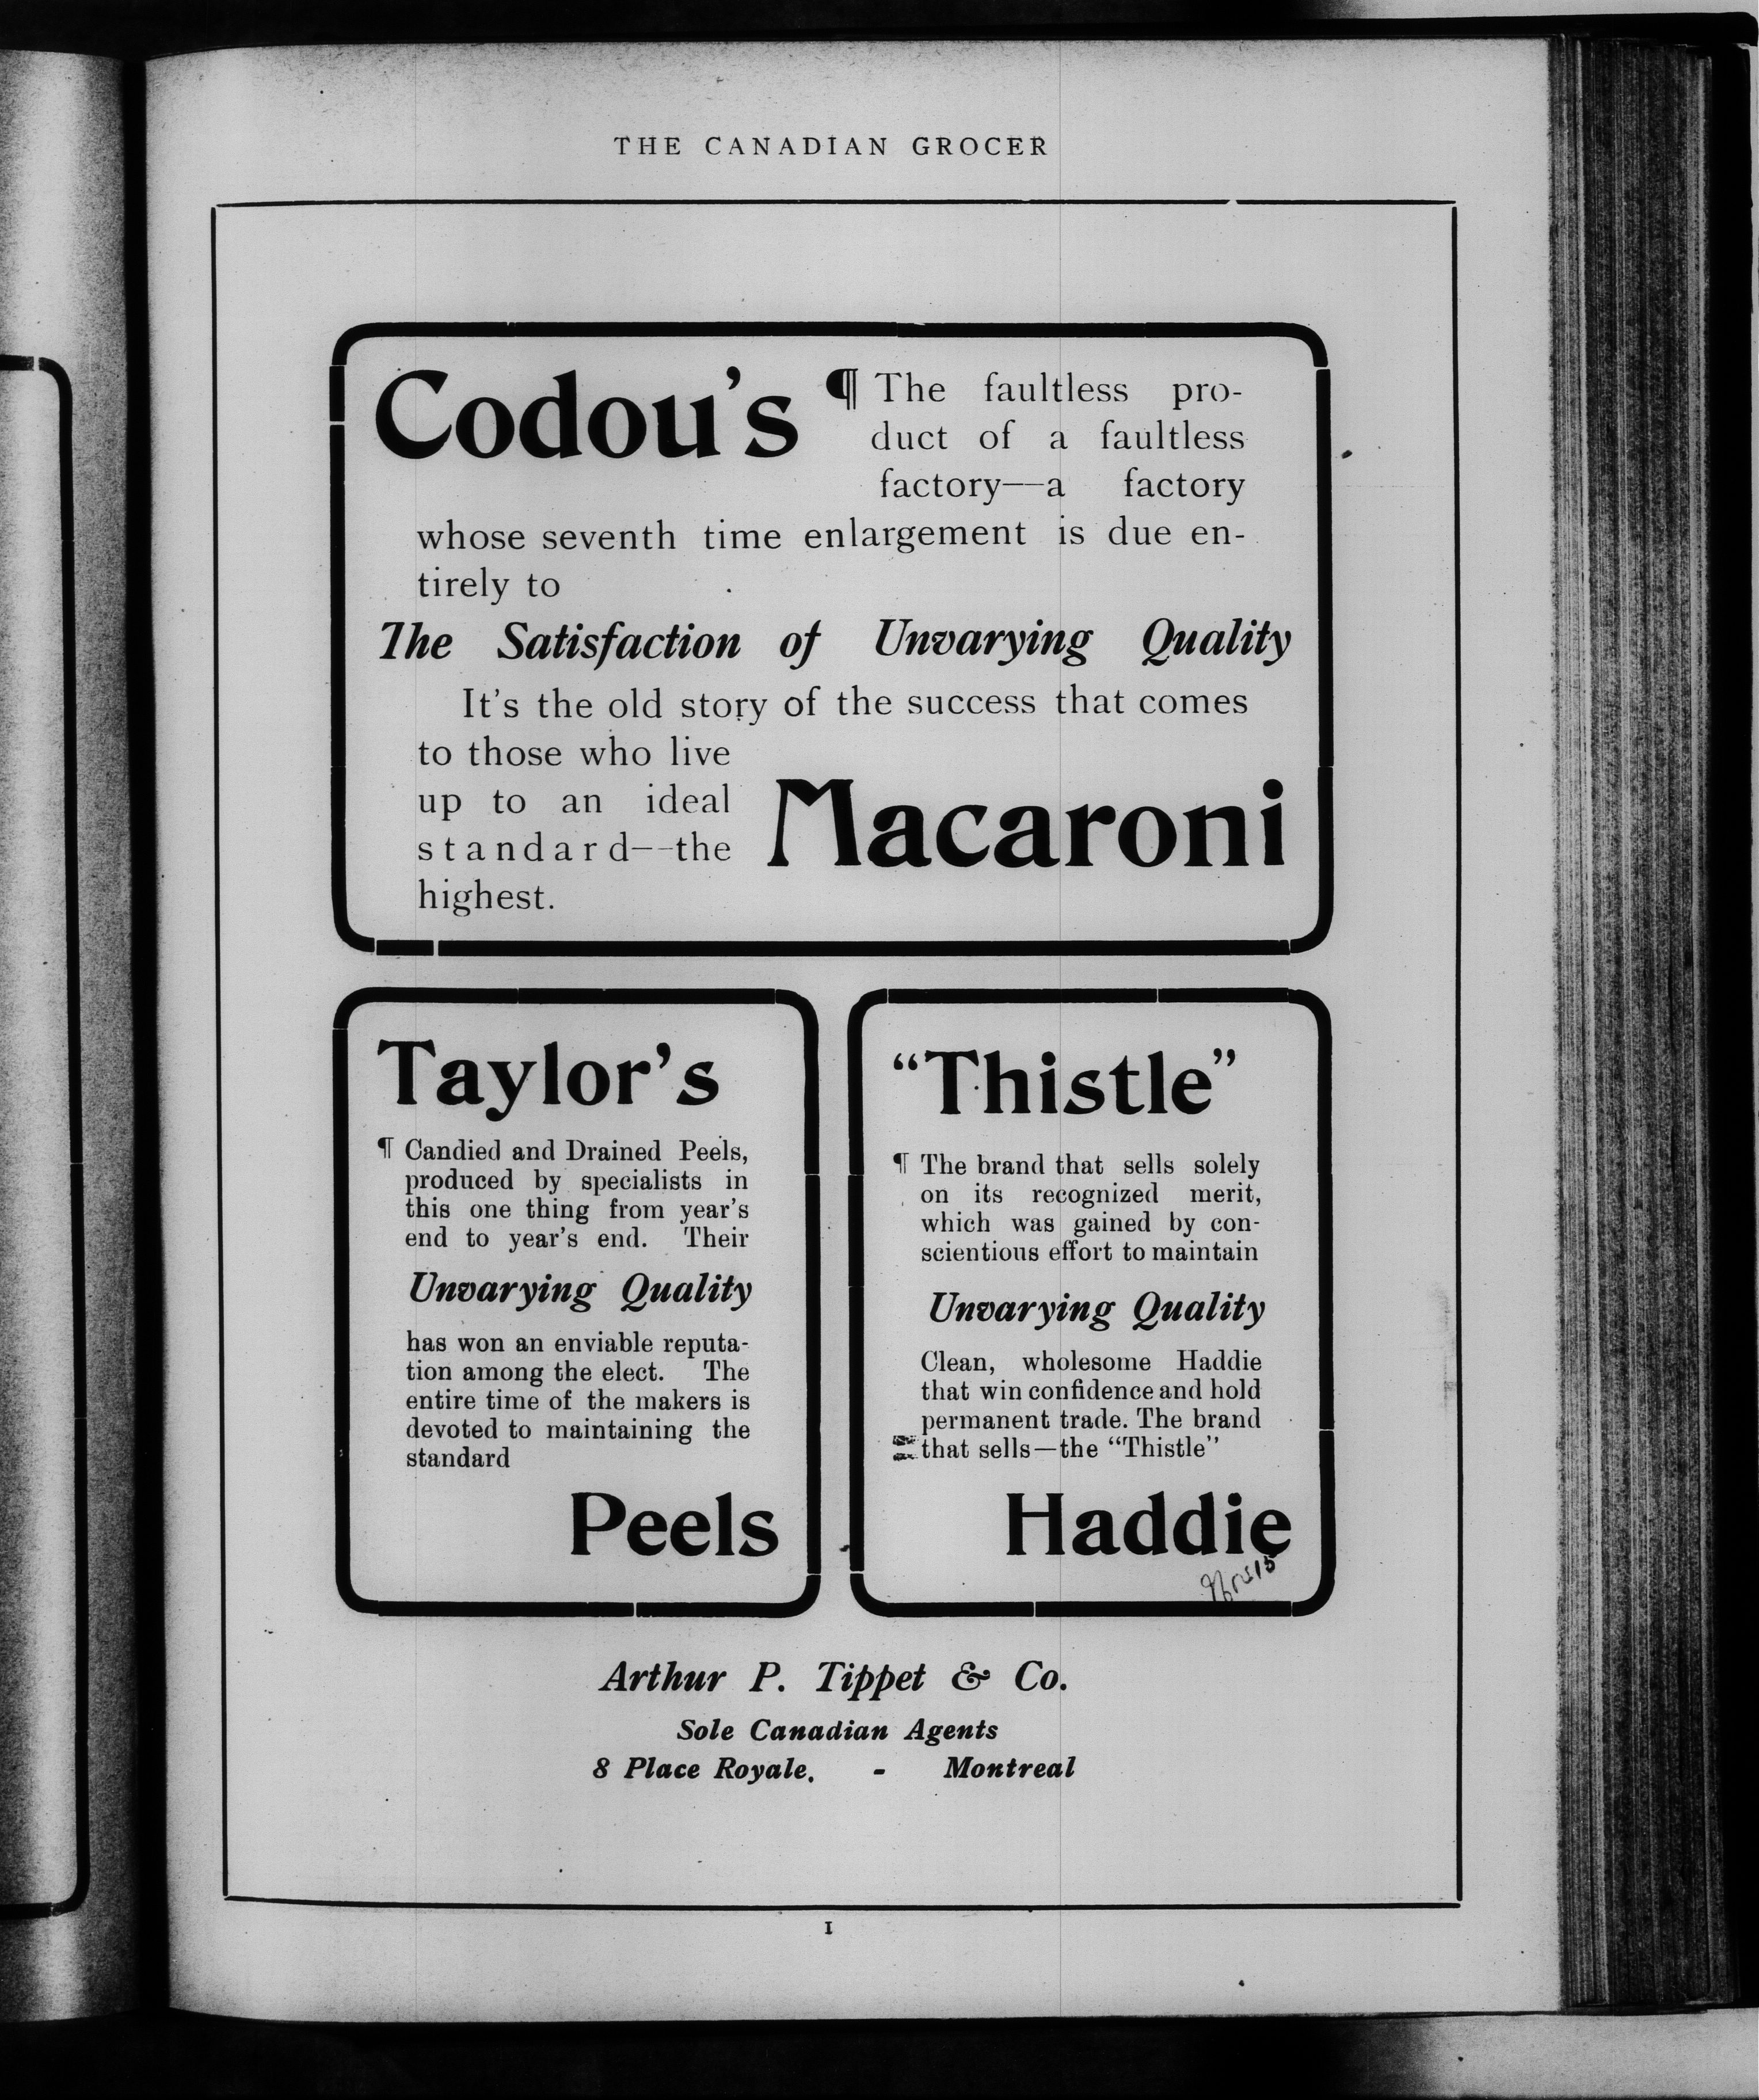 THE CANADIAN GROCER
Codou's
¶ The faultless pro-
duct of a faultless
factory—a factory
whose seventh time enlargement is due en-
tirely to
The Satisfaction of Unvarying Quality
It's the old story of the success that comes
to those who live
up to an ideal
standard--the
highest.
Macaroni
Taylor's
¶ Candied and Drained Peels,
produced by specialists in
this one thing from year's
end to year's end. Their
Unvarying Quality
has won an enviable reputa-
tion among the elect. The
entire time of the makers is
devoted to maintaining the
standard
Peels
“Thistle”
¶ The brand that sells solely
on its recognized merit,
which was gained by con-
scientious effort to maintain
Unvarying Quality
Clean, wholesome Haddie
that win confidence and hold
permanent trade. The brand
that sells—the “Thistle”
Haddie
Arthur P. Tippet & Co.
Sole Canadian Agents
8 Place Royale, - Montreal
1